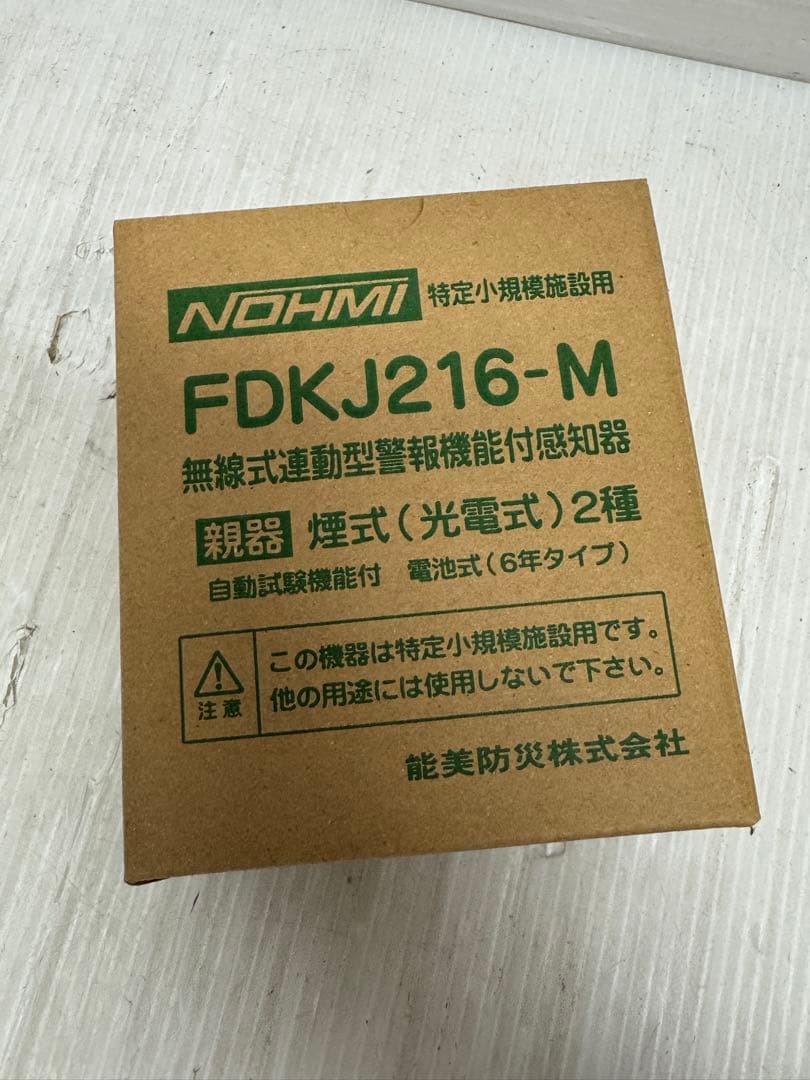 NOHMI 特定小規模施設用
FDKJ216-M
無線式連動型警報機能付感知器
親器 煙式(光電式)2種
自動試験機能付 電池式(6年タイプ)
この機器は特定小規模施設用です。
他の用途には使用しないで下さい。
注意
能美防災株式会社